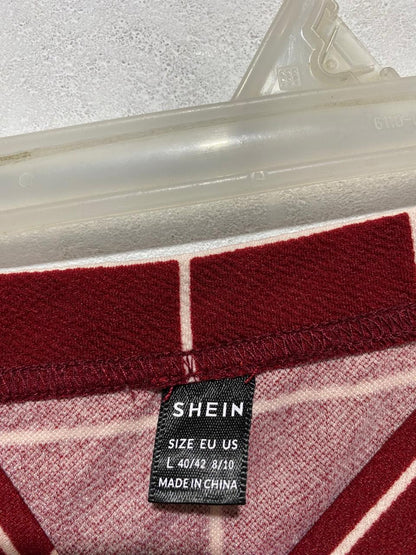 SHEIN
SIZE EU US
L 40/42 8/10
MADE IN CHINA